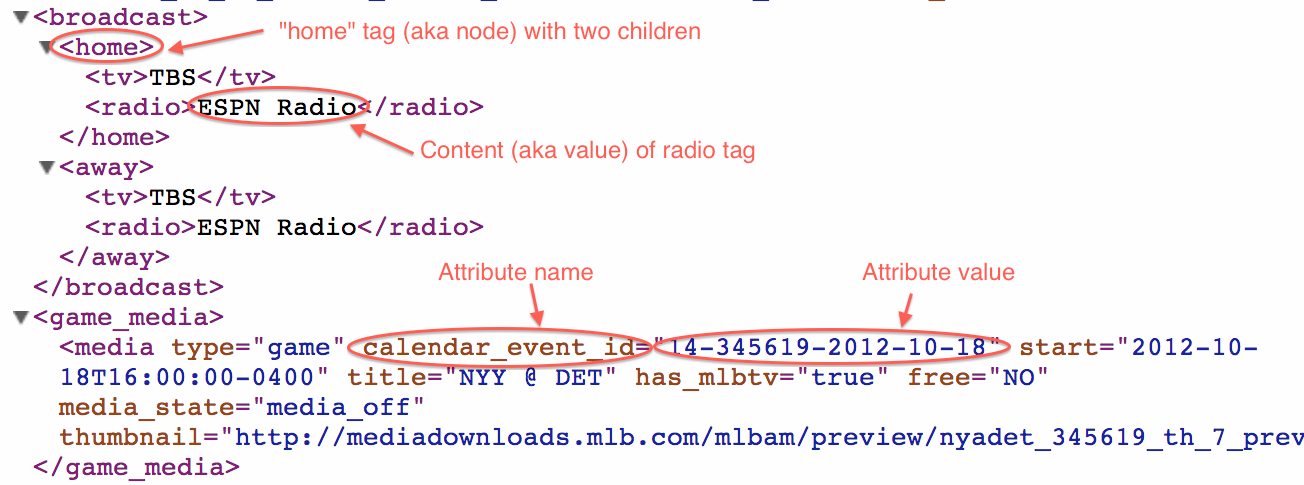 <broadcast>
"home" tag (aka node) with two children
<home>
<tv>TBS</tv>
<radio>ESPN Radio</radio>
</home>
Content (aka value) of radio tag
<away>
<tv>TBS</tv>
<radio>ESPN Radio</radio>
</away>
Attribute name
Attribute value
</broadcast>
<game_media>
<media type="game" calendar_event_id="14-345619-2012-10-18" start="2012-10-
18T16:00:00-0400" title="NYY @ DET" has_mlbtv="true" free="NO"
media_state="media_off"
thumbnail="http://mediadownloads.mlb.com/mlbam/preview/nyadet_345619_th_7_prev
</game_media>